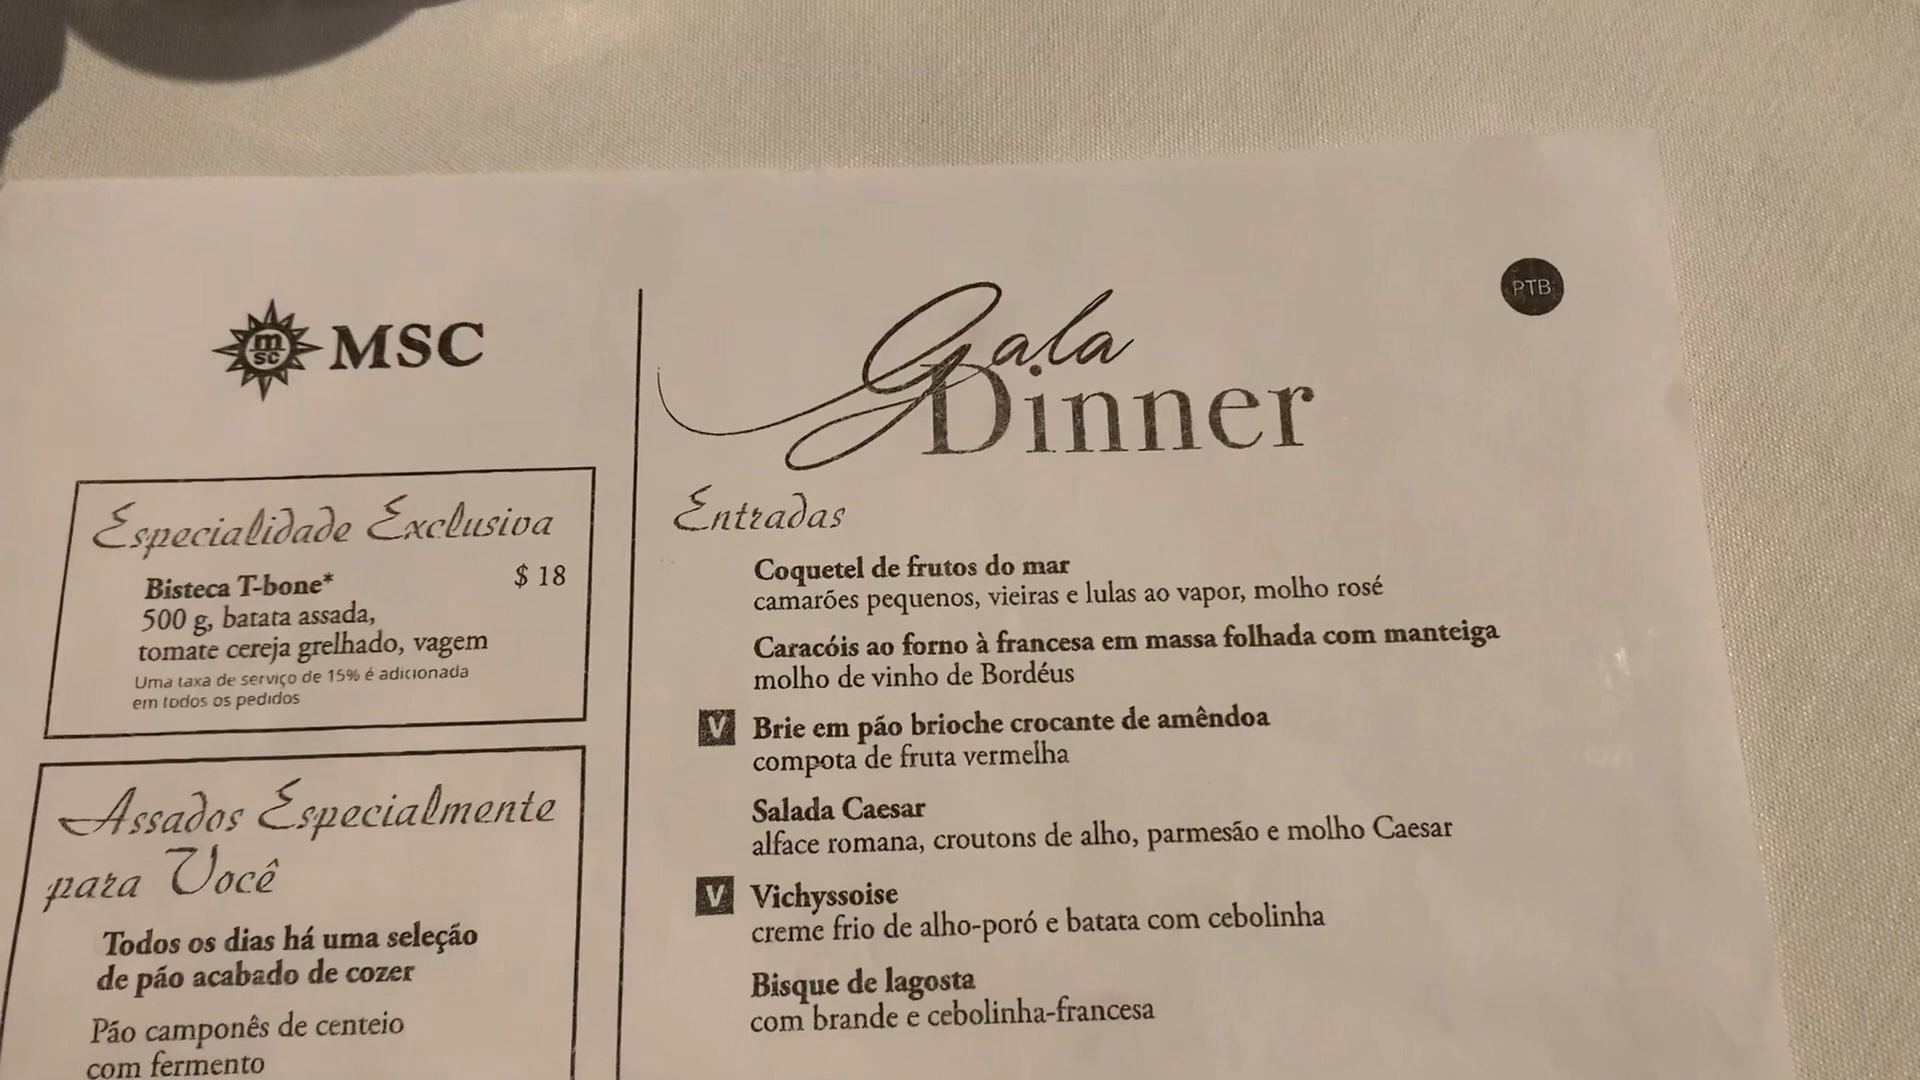 m
sc
MSC
Especialidade Exclusiva
Bisteca T-bone* $ 18
500 g, batata assada,
tomate cereja grelhado, vagem
Uma taxa de serviço de 15% é adicionada
em todos os pedidos
Assados Especialmente
para Você
Todos os dias há uma seleção
de pão acabado de cozer
Pão camponês de centeio
com fermento
Gala
Dinner
PTB
Entradas
Coquetel de frutos do mar
camarões pequenos, vieiras e lulas ao vapor, molho rosé
Caracóis ao forno à francesa em massa folhada com manteiga
molho de vinho de Bordéus
V Brie em pão brioche crocante de amêndoa
compota de fruta vermelha
Salada Caesar
alface romana, croutons de alho, parmesão e molho Caesar
V Vichyssoise
creme frio de alho-poró e batata com cebolinha
Bisque de lagosta
com brande e cebolinha-francesa